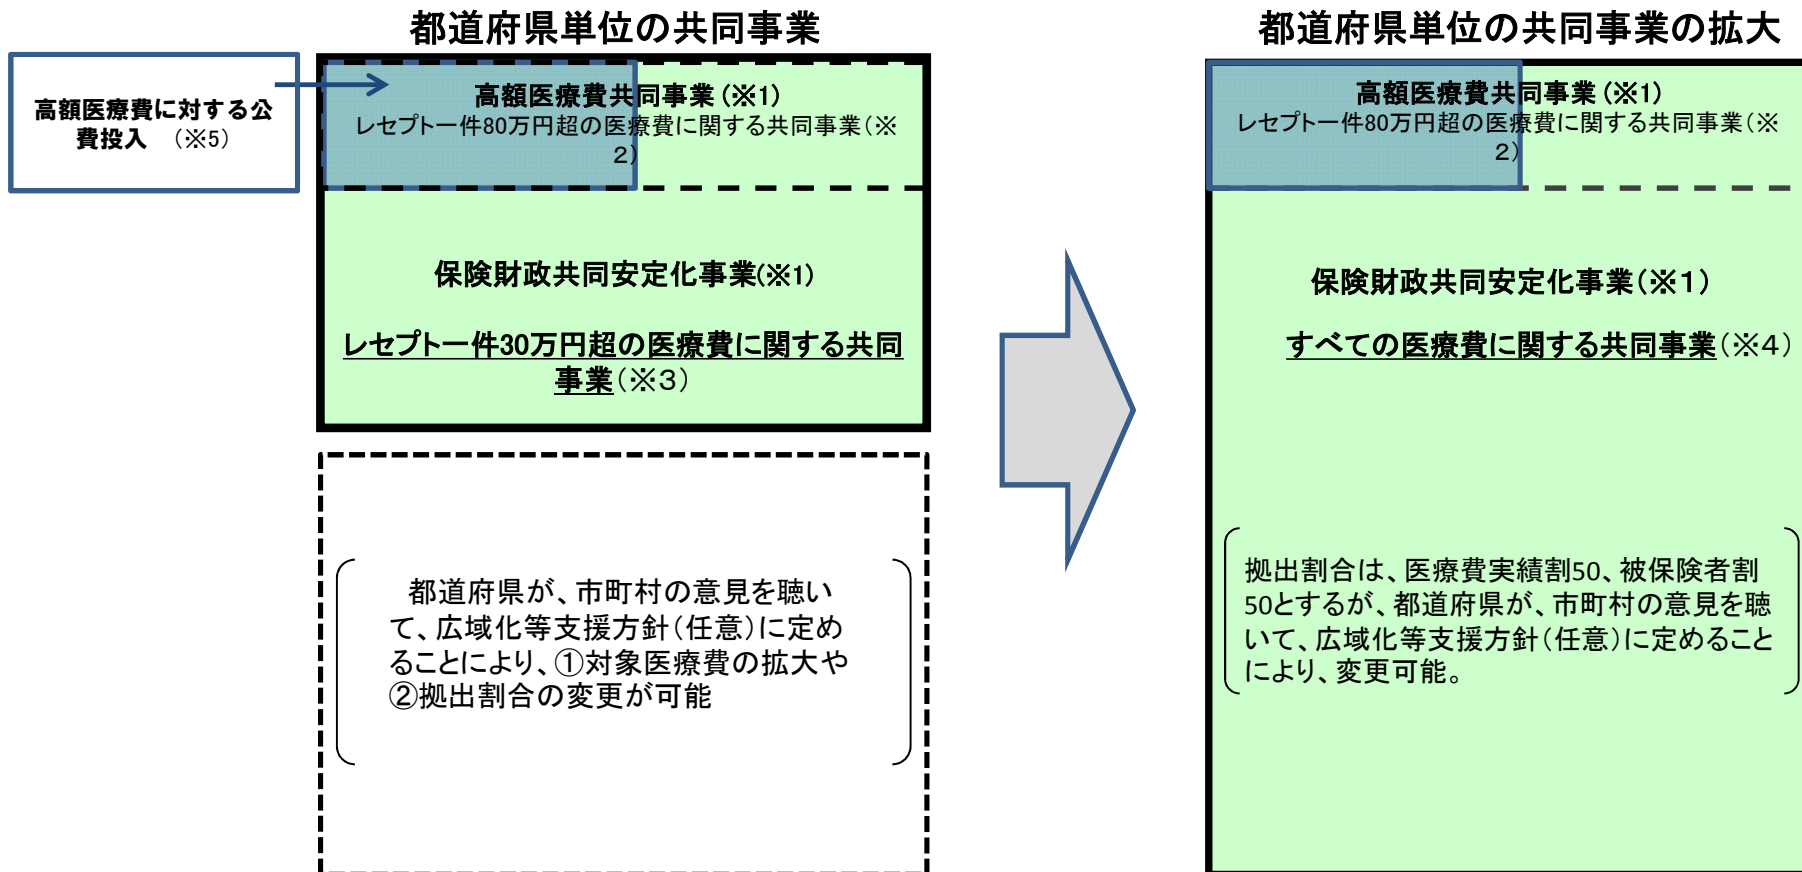 都道府県単位の共同事業
高額医療費に対する公
費投入　（※5）
高額医療費共同事業（※1）
レセプト一件80万円超の医療費に関する共同事業（※
2）
保険財政共同安定化事業(※1)
レセプト一件30万円超の医療費に関する共同
事業（※3）
都道府県が、市町村の意見を聴い
て、広域化等支援方針（任意）に定め
ることにより、①対象医療費の拡大や
②拠出割合の変更が可能
都道府県単位の共同事業の拡大
高額医療費共同事業（※1）
レセプト一件80万円超の医療費に関する共同事業（※
2）
保険財政共同安定化事業（※1）
すべての医療費に関する共同事業（※4）
拠出割合は、医療費実績割50、被保険者割
50とするが、都道府県が、市町村の意見を聴
いて、広域化等支援方針（任意）に定めること
により、変更可能。